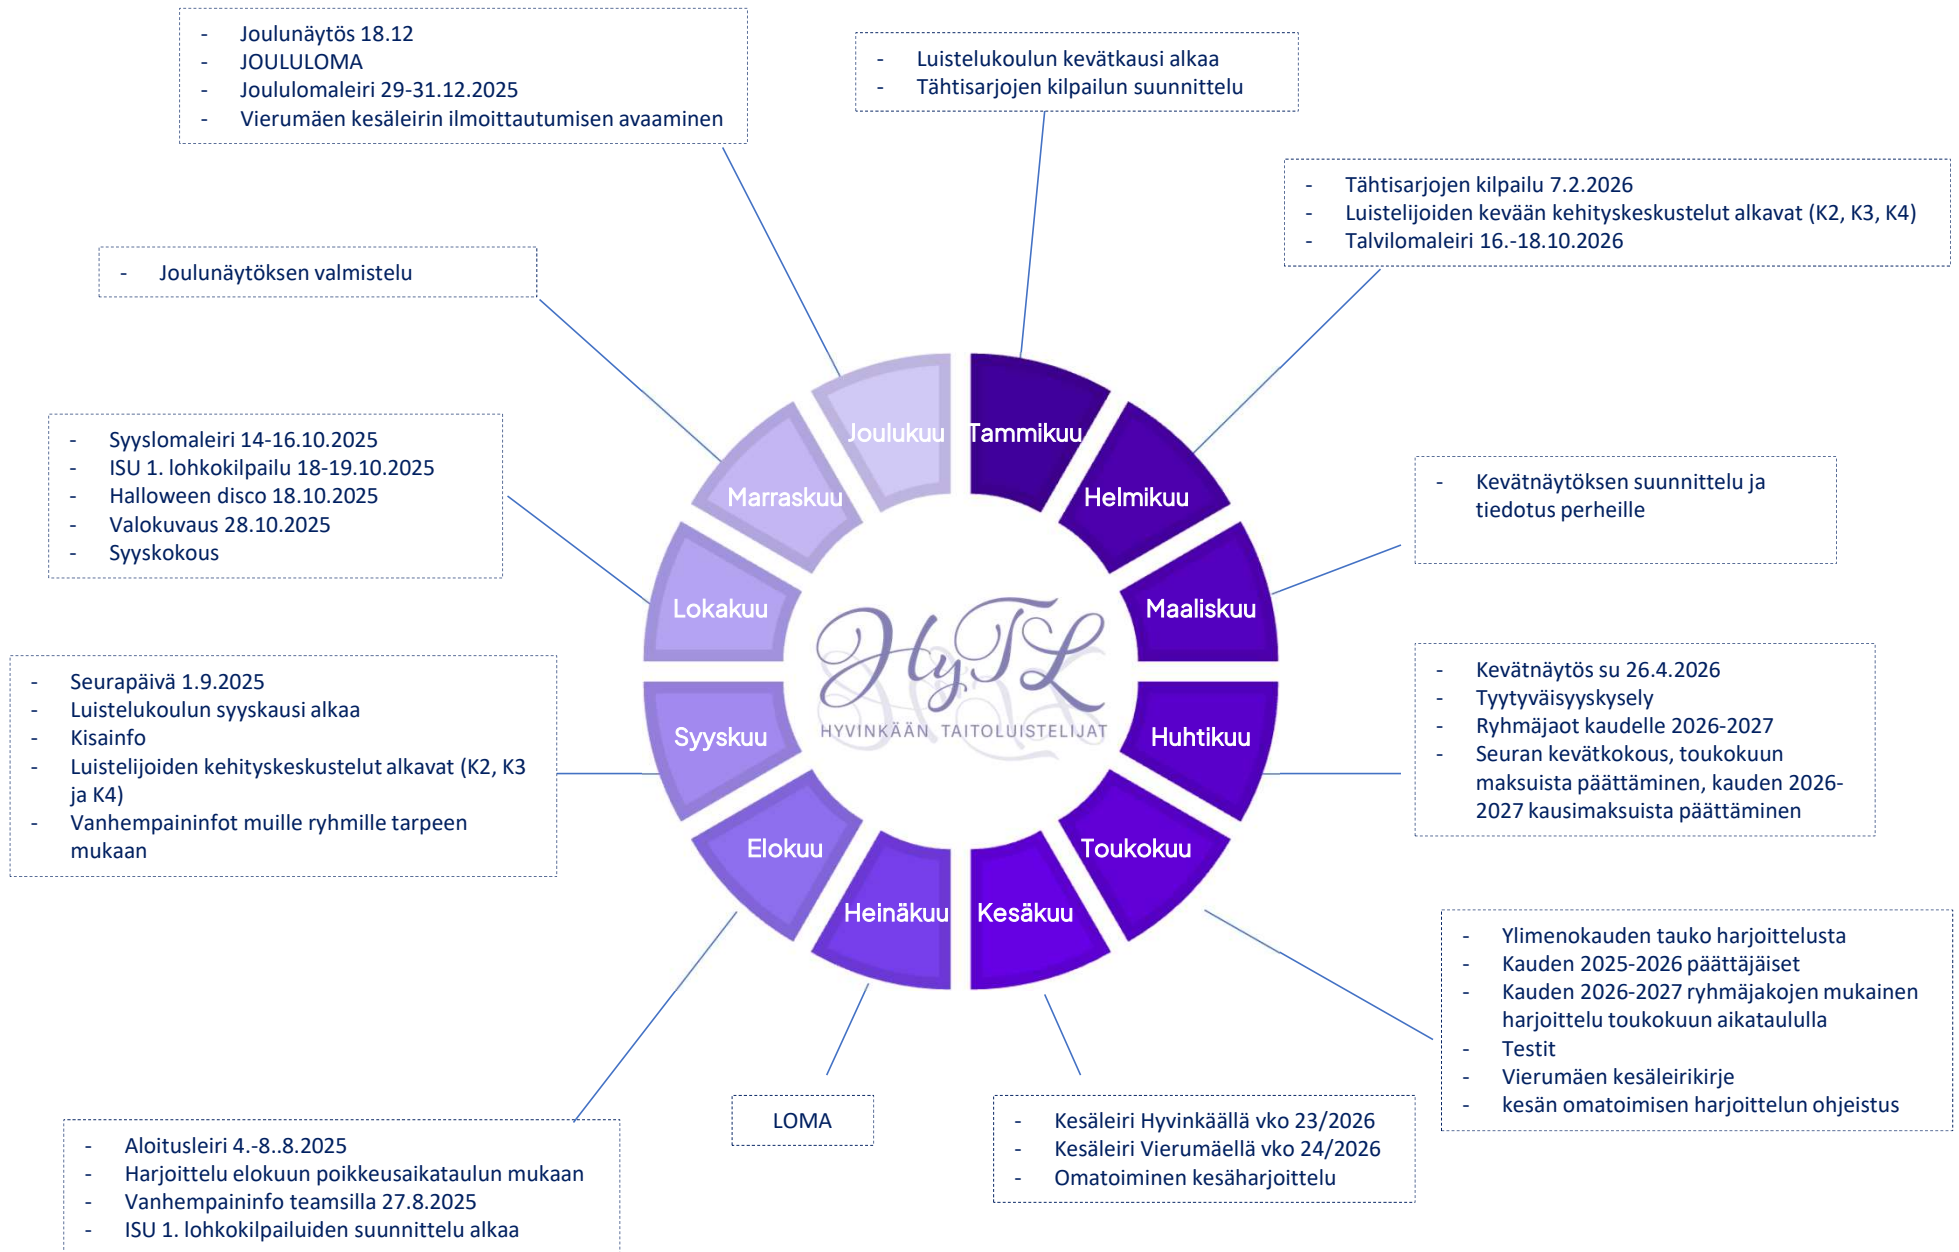 - Joulunäytös 18.12
- JOULULOMA
- Joululomaleiri 29-31.12.2025
- Vierumäen kesäleirin ilmoittautumisen avaaminen
- Luistelukoulun kevätkausi alkaa
- Tähtisarjojen kilpailun suunnittelu
- Tähtisarjojen kilpailu 7.2.2026
- Luistelijoiden kevään kehityskeskustelut alkavat (K2, K3, K4)
- Talvilomaleiri 16.-18.10.2026
- Joulunäytöksen valmistelu
- Syyslomaleiri 14-16.10.2025
- ISU 1. lohkokilpailu 18-19.10.2025
- Halloween disco 18.10.2025
- Valokuvaus 28.10.2025
- Syyskokous
- Kevätnäytöksen suunnittelu ja
tiedotus perheille
- Seurapäivä 1.9.2025
- Luistelukoulun syyskausi alkaa
- Kisainfo
- Luistelijoiden kehityskeskustelut alkavat (K2, K3
ja K4)
- Vanhempaininfot muille ryhmille tarpeen
mukaan
- Kevätnäytös su 26.4.2026
- Tyytyväisyyskysely
- Ryhmäjaot kaudelle 2026-2027
- Seuran kevätkokous, toukokuun
maksuista päättäminen, kauden 2026-
2027 kausimaksuista päättäminen
- Ylimenokauden tauko harjoittelusta
- Kauden 2025-2026 päättäjäiset
- Kauden 2026-2027 ryhmäjakojen mukainen
harjoittelu toukokuun aikataululla
- Testit
- Vierumäen kesäleirikirje
- kesän omatoimisen harjoittelun ohjeistus
- Aloitusleiri 4.-8..8.2025
- Harjoittelu elokuun poikkeusaikataulun mukaan
- Vanhempaininfo teamsilla 27.8.2025
- ISU 1. lohkokilpailuiden suunnittelu alkaa
LOMA
- Kesäleiri Hyvinkäällä vko 23/2026
- Kesäleiri Vierumäellä vko 24/2026
- Omatoiminen kesäharjoittelu
Joulukuu
Tammikuu
Marraskuu
Helmikuu
Lokakuu
Maaliskuu
HyTL
HYVINKÄÄN TAITOLUISTELIJAT
Syyskuu
Huhtikuu
Elokuu
Toukokuu
Heinäkuu
Kesäkuu